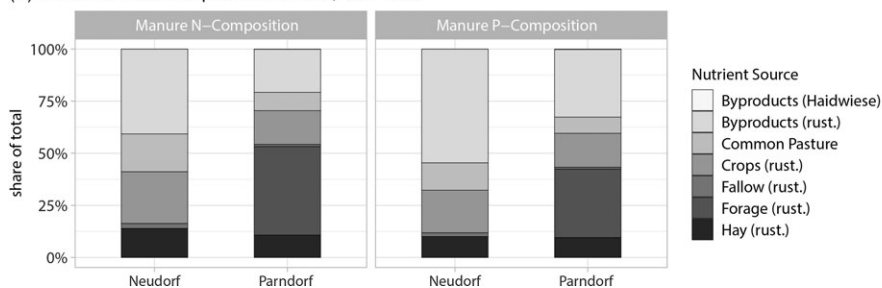 Manure N−Composition
Manure P−Composition
share of total
100%
75%
50%
25%
0%
Neudorf
Parndorf
Neudorf
Parndorf
Nutrient Source
Byproducts (Haidwiese)
Byproducts (rust.)
Common Pasture
Crops (rust.)
Fallow (rust.)
Forage (rust.)
Hay (rust.)